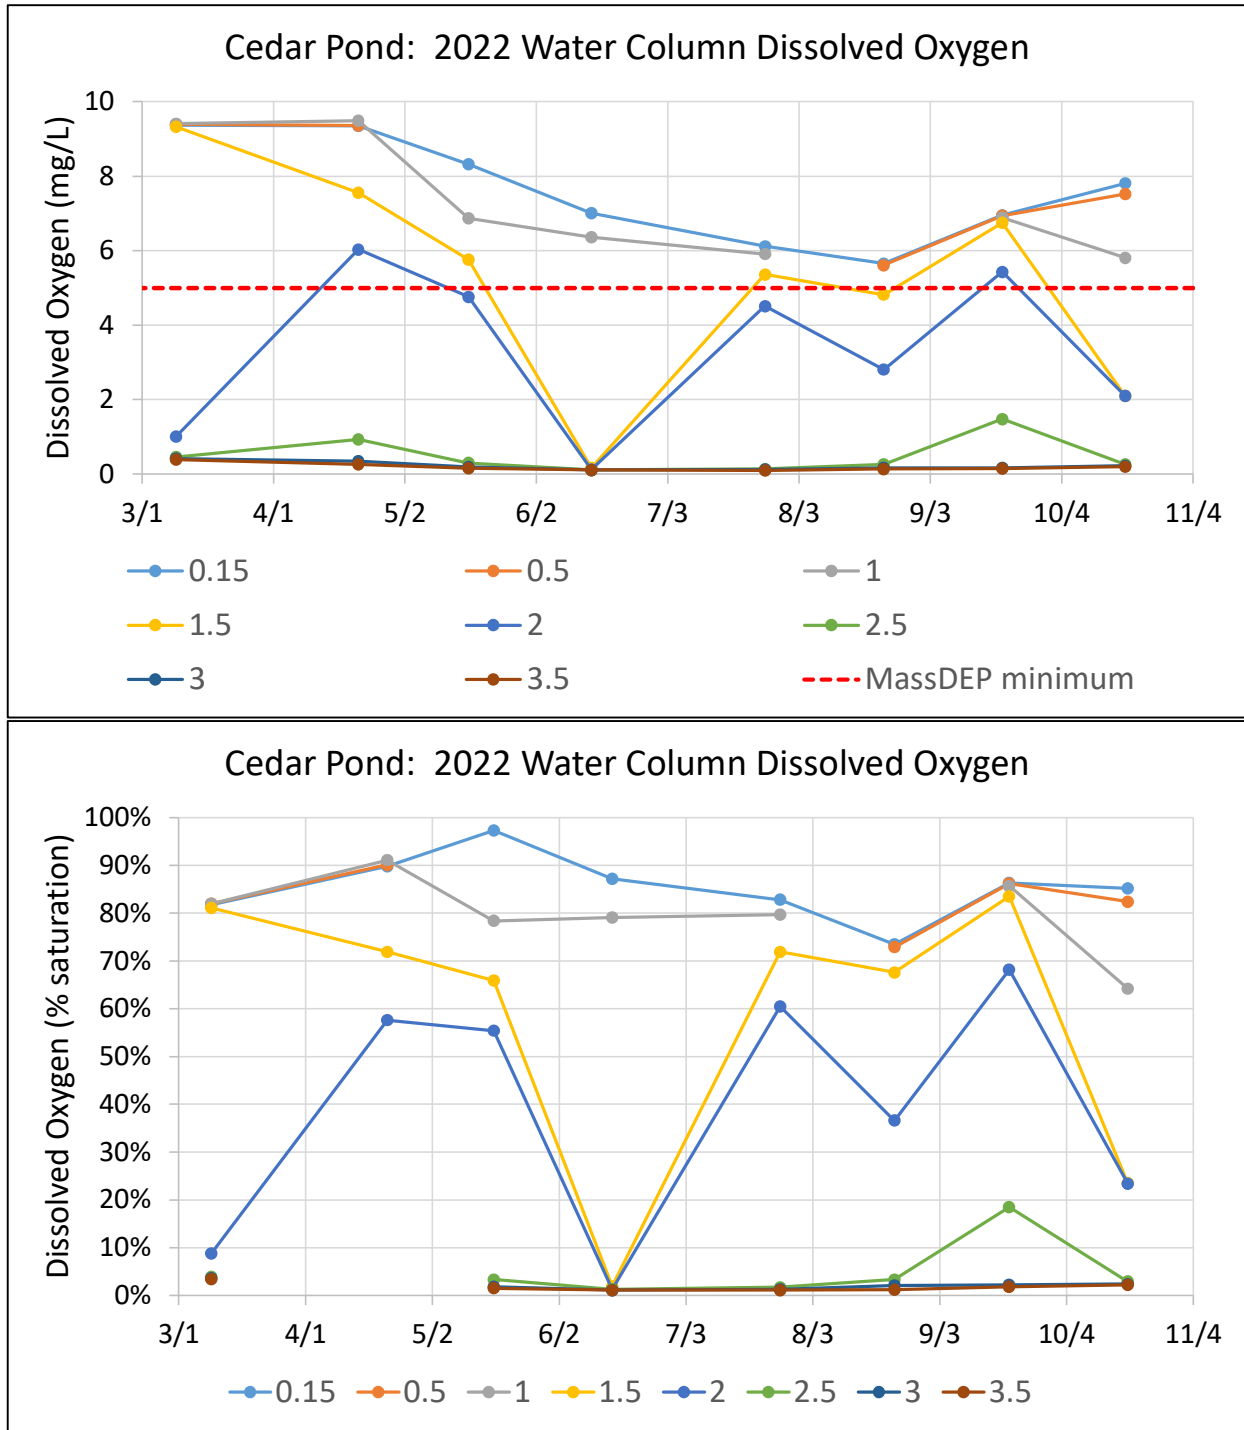 Cedar Pond:  2022 Water Column Dissolved Oxygen
Dissolved Oxygen (mg/L)
10
8
6
4
2
0
3/1 4/1 5/2 6/2 7/3 8/3 9/3 10/4 11/4
0.15 0.5 1
1.5 2 2.5
3 3.5 MassDEP minimum
Cedar Pond:  2022 Water Column Dissolved Oxygen
Dissolved Oxygen (% saturation)
100%
90%
80%
70%
60%
50%
40%
30%
20%
10%
0%
3/1 4/1 5/2 6/2 7/3 8/3 9/3 10/4 11/4
0.15 0.5 1 1.5 2 2.5 3 3.5